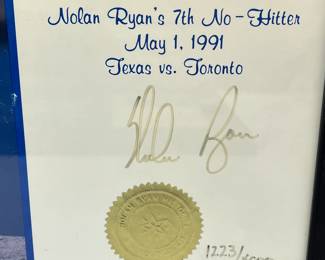 Nolan Ryan's 7th No-Hitter
May 1, 1991
Texas vs. Toronto
Nolan Ryan
1223/